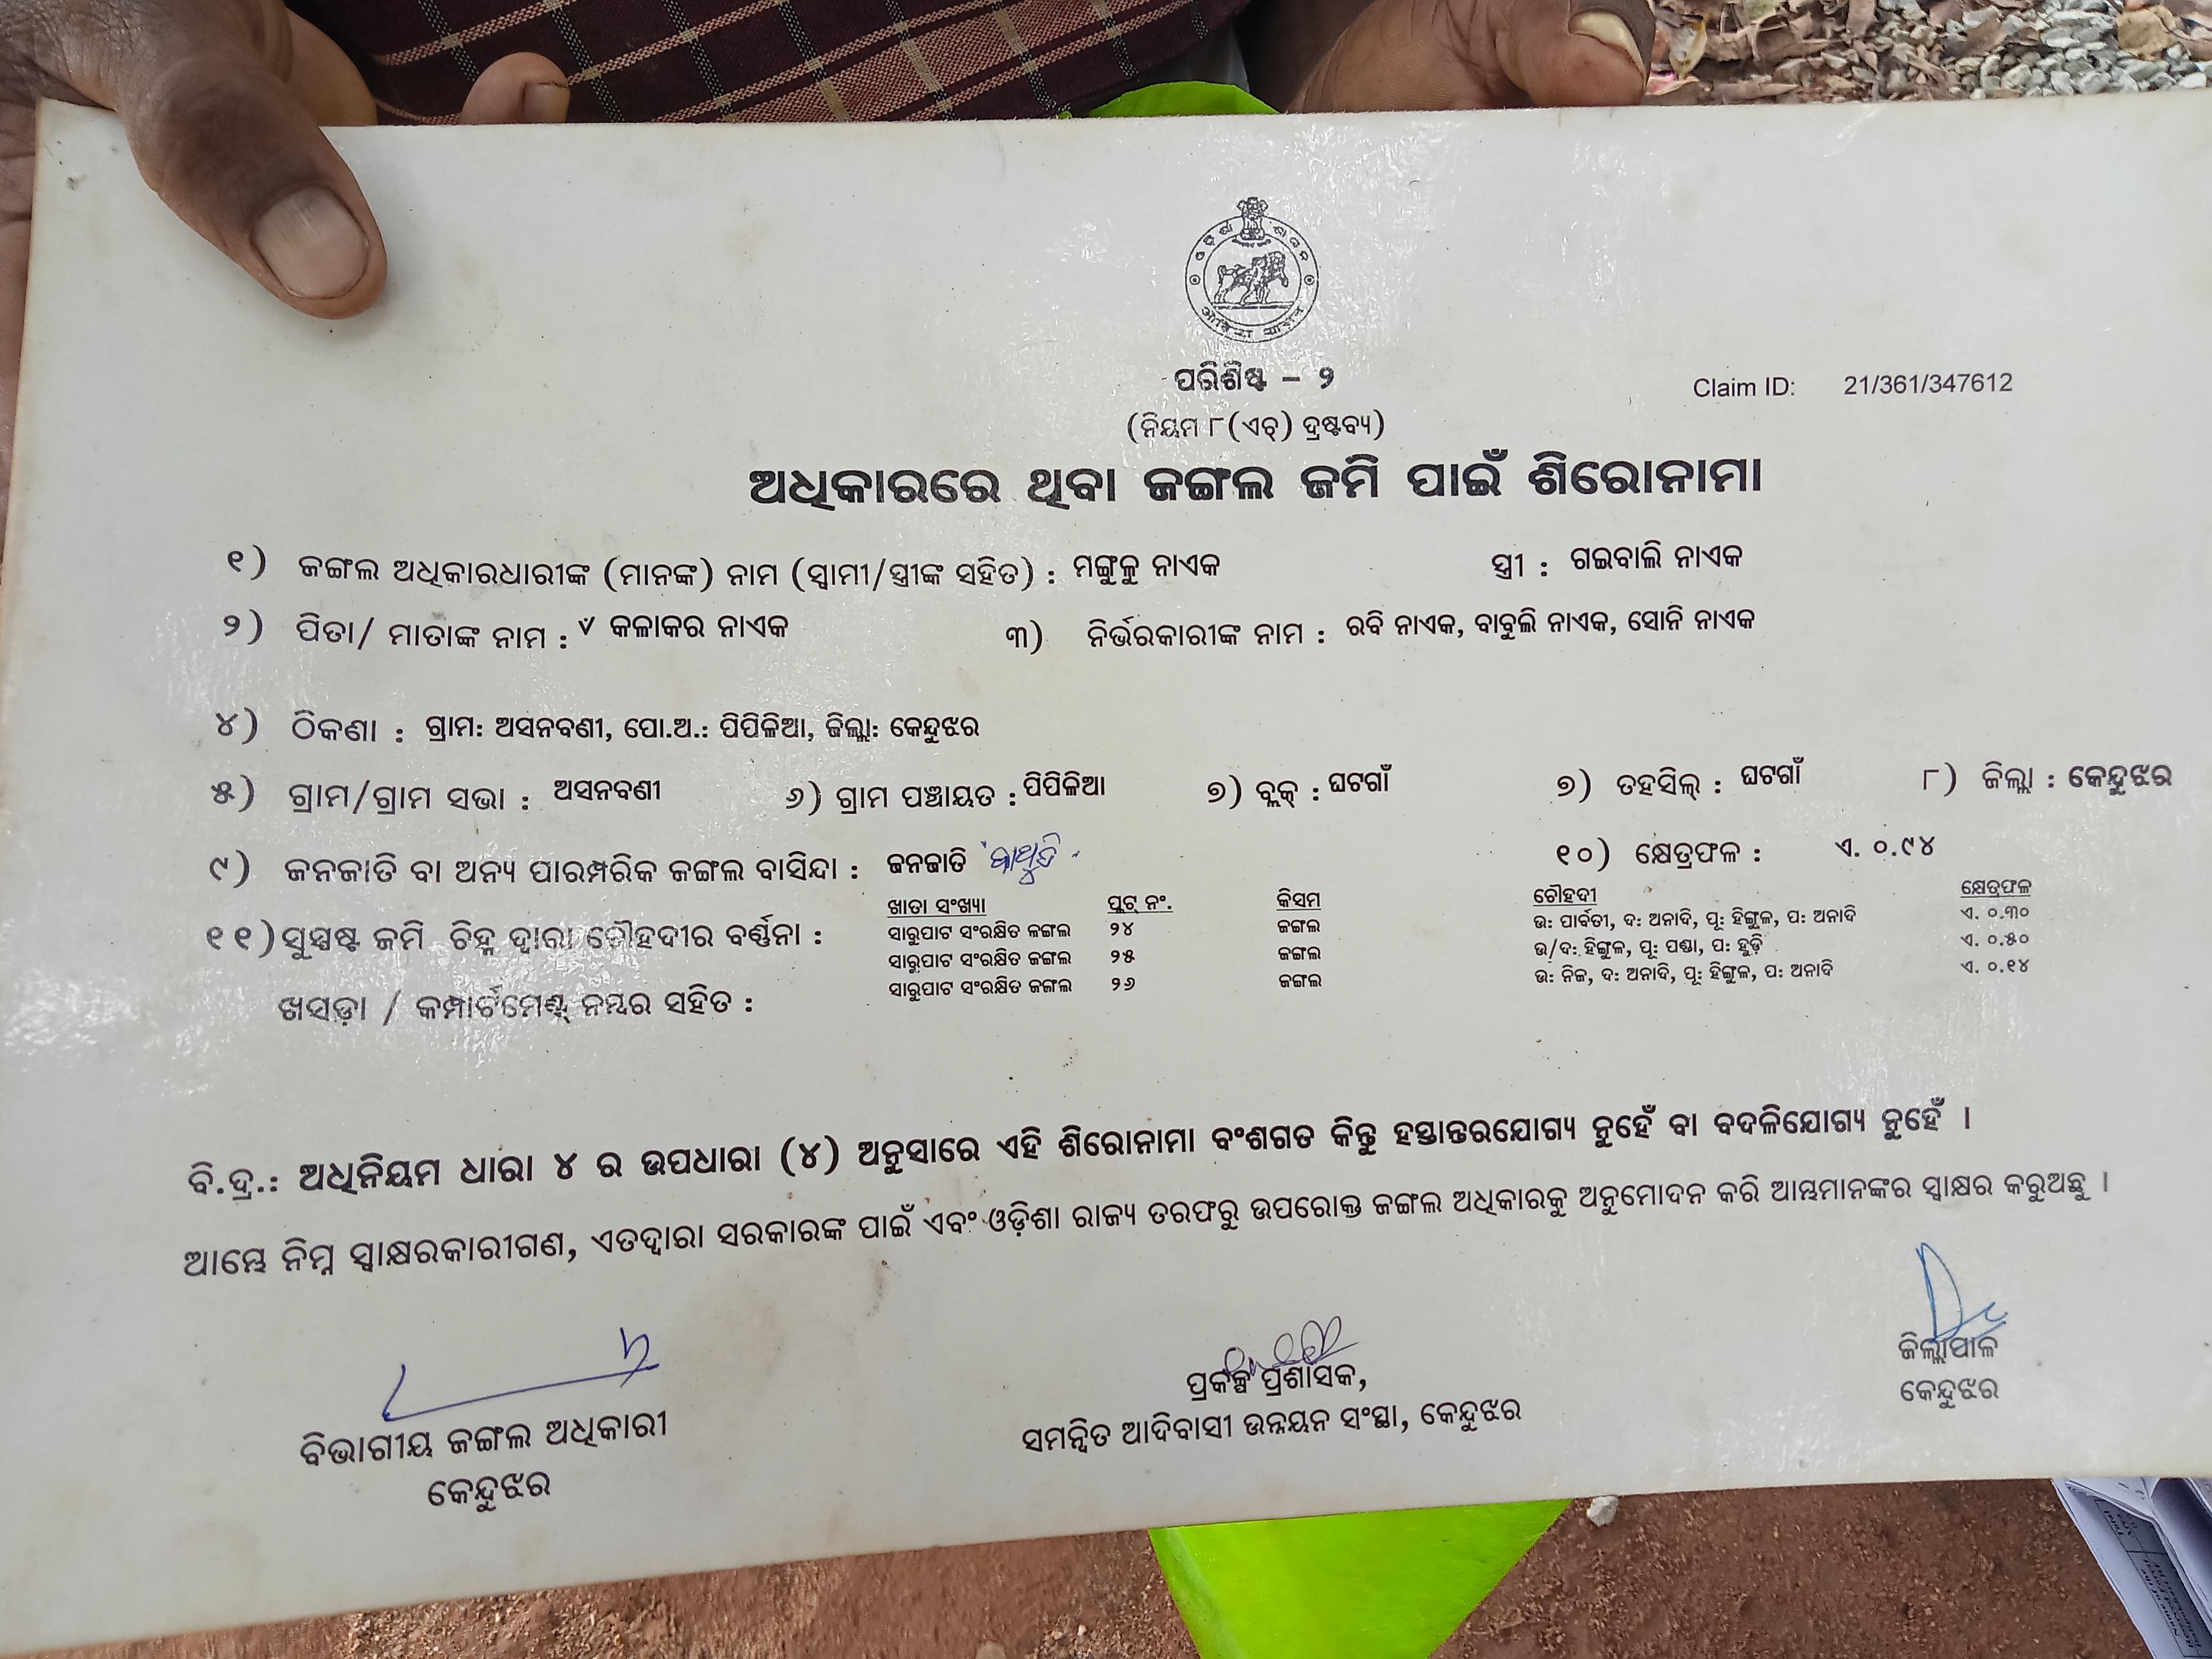 ପରିଶିଷ୍ଟ – ୨
Claim ID: 21/361/347612
(ନିୟମ ୮(ଏଚ୍) ଦ୍ରଷ୍ଟବ୍ୟ)
ଅଧିକାରରେ ଥିବା ଜଙ୍ଗଲ ଜମି ପାଇଁ ଶିରୋନାମା
୧) ଜଙ୍ଗଲ ଅଧିକାରଧାରୀଙ୍କ (ମାନଙ୍କ) ନାମ (ସ୍ୱାମୀ/ସ୍ତ୍ରୀଙ୍କ ସହିତ) : ମଙ୍ଗୁଳୁ ନାଏକ ସ୍ତ୍ରୀ : ଗଇବାଲି ନାଏକ
୨) ପିତା/ ମାତାଙ୍କ ନାମ : କଳାକର ନାଏକ ୩) ନିର୍ଭରକାରୀଙ୍କ ନାମ : ରବି ନାଏକ, ବାବୁଲି ନାଏକ, ସୋନି ନାଏକ
୪) ଠିକଣା : ଗ୍ରାମ: ଅସନବଣୀ, ପୋ.ଅ.: ପିପିଳିଆ, ଜିଲ୍ଲା: କେନ୍ଦୁଝର
୫) ଗ୍ରାମ/ଗ୍ରାମ ସଭା : ଅସନବଣୀ ୬) ଗ୍ରାମ ପଞ୍ଚାୟତ : ପିପିଳିଆ ୭) ବ୍ଲକ୍ : ଘଟଗାଁ ୭) ତହସିଲ୍ : ଘଟଗାଁ ୮) ଜିଲ୍ଲା : କେନ୍ଦୁଝର
୯) ଜନଜାତି ବା ଅନ୍ୟ ପାରମ୍ପରିକ ଜଙ୍ଗଲ ବାସିନ୍ଦା : ଜନଜାତି ବାଥୁଡ଼ି ୧୦) କ୍ଷେତ୍ରଫଳ : ଏ. ୦.୯୪
୧୧) ସୁସ୍ପଷ୍ଟ ଜମି ଚିହ୍ନ ଦ୍ୱାରା ଚୌହଦୀର ବର୍ଣ୍ଣନା :
ଖସଡ଼ା / କମ୍ପାର୍ଟମେଣ୍ଟ୍ ନମ୍ବର ସହିତ :
ଖାତା ସଂଖ୍ୟା ପ୍ଲଟ୍ ନଂ. କିସମ ଚୌହଦୀ କ୍ଷେତ୍ରଫଳ
ସାରୁପାଟ ସଂରକ୍ଷିତ ଜଙ୍ଗଲ ୨୪ ଜଙ୍ଗଲ ଉ: ପାର୍ବତୀ, ଦ: ଅନାଦି, ପୂ: ହିଙ୍ଗୁଳ, ପ: ଅନାଦି ଏ. ୦.୩୦
ସାରୁପାଟ ସଂରକ୍ଷିତ ଜଙ୍ଗଲ ୨୫ ଜଙ୍ଗଲ ଉ/ଦ: ହିଙ୍ଗୁଳ, ପୂ: ପଣ୍ଡା, ପ: ହୁଡ଼ି ଏ. ୦.୫୦
ସାରୁପାଟ ସଂରକ୍ଷିତ ଜଙ୍ଗଲ ୨୬ ଜଙ୍ଗଲ ଉ: ନିଜ, ଦ: ଅନାଦି, ପୂ: ହିଙ୍ଗୁଳ, ପ: ଅନାଦି ଏ. ୦.୧୪
ବି.ଦ୍ର.: ଅଧିନିୟମ ଧାରା ୪ ର ଉପଧାରା (୪) ଅନୁସାରେ ଏହି ଶିରୋନାମା ବଂଶଗତ କିନ୍ତୁ ହସ୍ତାନ୍ତରଯୋଗ୍ୟ ନୁହେଁ ବା ବଦଳିଯୋଗ୍ୟ ନୁହେଁ ।
ଆମ୍ଭେ ନିମ୍ନ ସ୍ୱାକ୍ଷରକାରୀଗଣ, ଏତଦ୍ୱାରା ସରକାରଙ୍କ ପାଇଁ ଏବଂ ଓଡ଼ିଶା ରାଜ୍ୟ ତରଫରୁ ଉପରୋକ୍ତ ଜଙ୍ଗଲ ଅଧିକାରକୁ ଅନୁମୋଦନ କରି ଆମ୍ଭମାନଙ୍କର ସ୍ୱାକ୍ଷର କରୁଅଛୁ ।
ବିଭାଗୀୟ ଜଙ୍ଗଲ ଅଧିକାରୀ
କେନ୍ଦୁଝର
ପ୍ରକଳ୍ପ ପ୍ରଶାସକ,
ସମନ୍ୱିତ ଆଦିବାସୀ ଉନ୍ନୟନ ସଂସ୍ଥା, କେନ୍ଦୁଝର
ଜିଲ୍ଲାପାଳ
କେନ୍ଦୁଝର